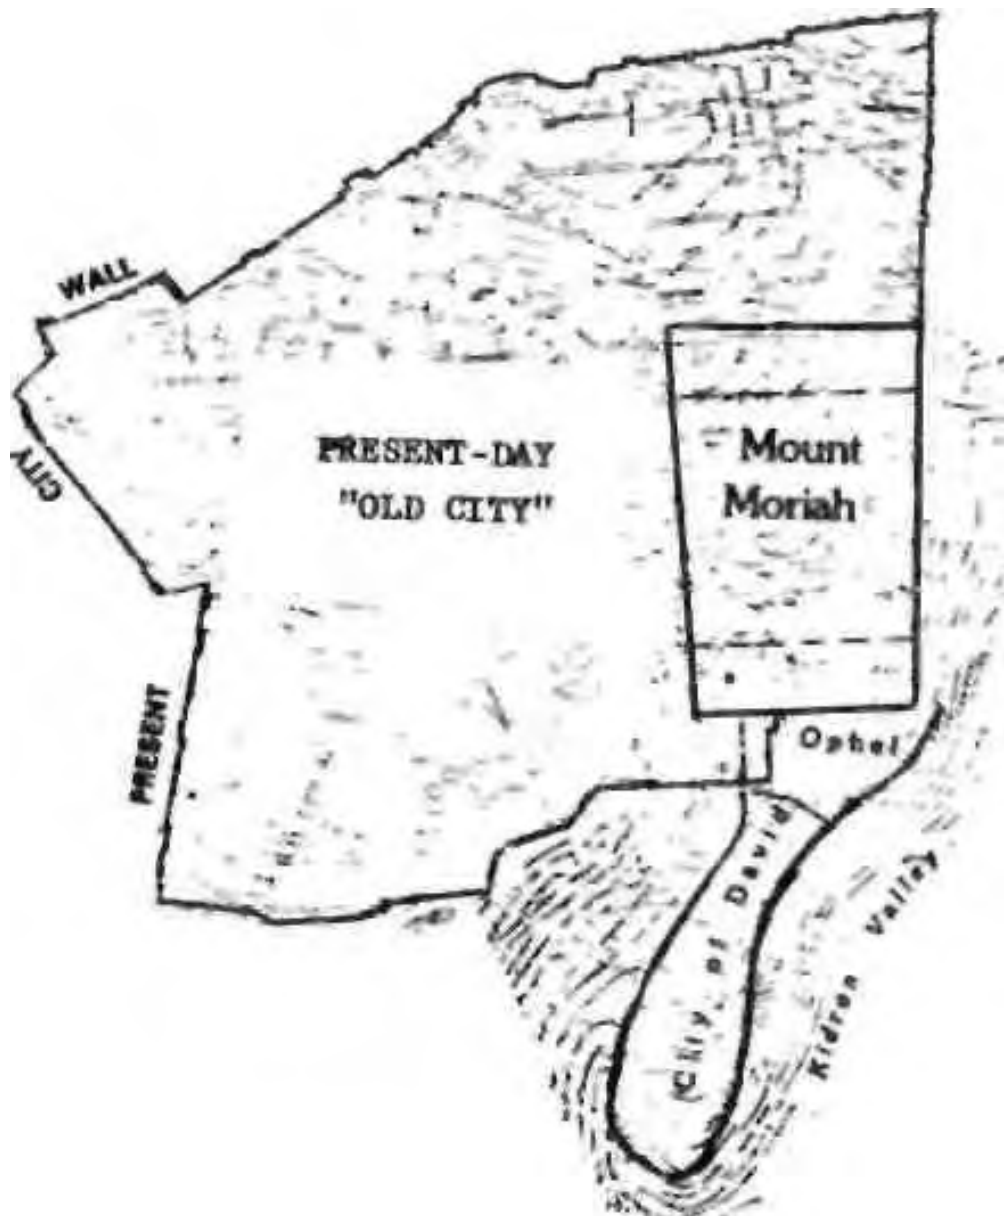 WALL
CITY
PRESENT
PRESENT-DAY
"OLD CITY"
Mount
Moriah
Ophel
(City of David
Kidron Valley